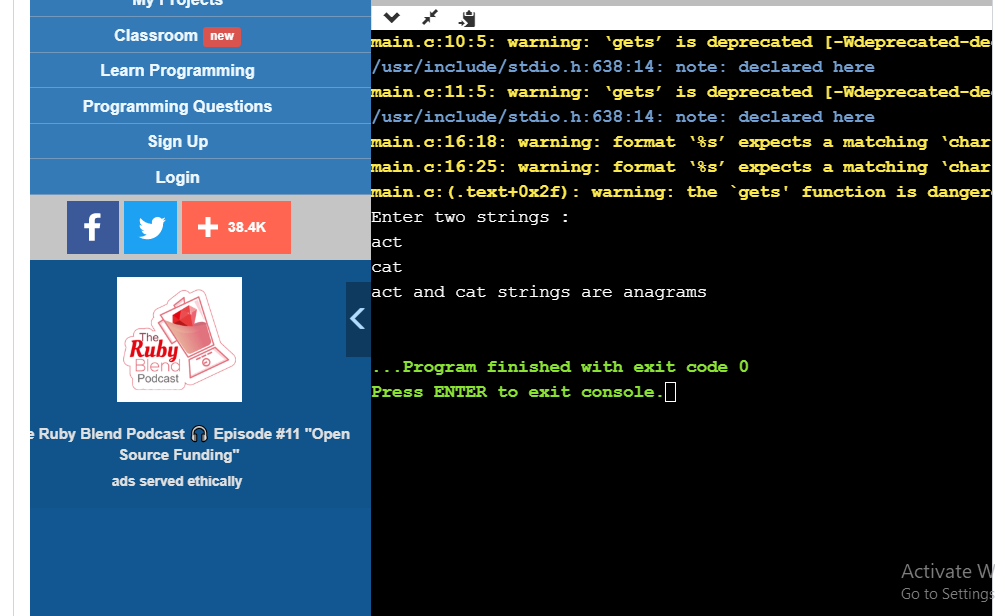 My Projects
Classroom new
Learn Programming
Programming Questions
Sign Up
Login
38.4K
The
Ruby
Blend
Podcast
e Ruby Blend Podcast 🎧 Episode #11 "Open
Source Funding"
ads served ethically
main.c:10:5: warning: ‘gets’ is deprecated [-Wdeprecated-de
/usr/include/stdio.h:638:14: note: declared here
main.c:11:5: warning: ‘gets’ is deprecated [-Wdeprecated-de
/usr/include/stdio.h:638:14: note: declared here
main.c:16:18: warning: format ‘%s’ expects a matching ‘char
main.c:16:25: warning: format ‘%s’ expects a matching ‘char
main.c:(.text+0x2f): warning: the `gets' function is danger
Enter two strings :
act
cat
act and cat strings are anagrams
...Program finished with exit code 0
Press ENTER to exit console.
Activate W
Go to Settings